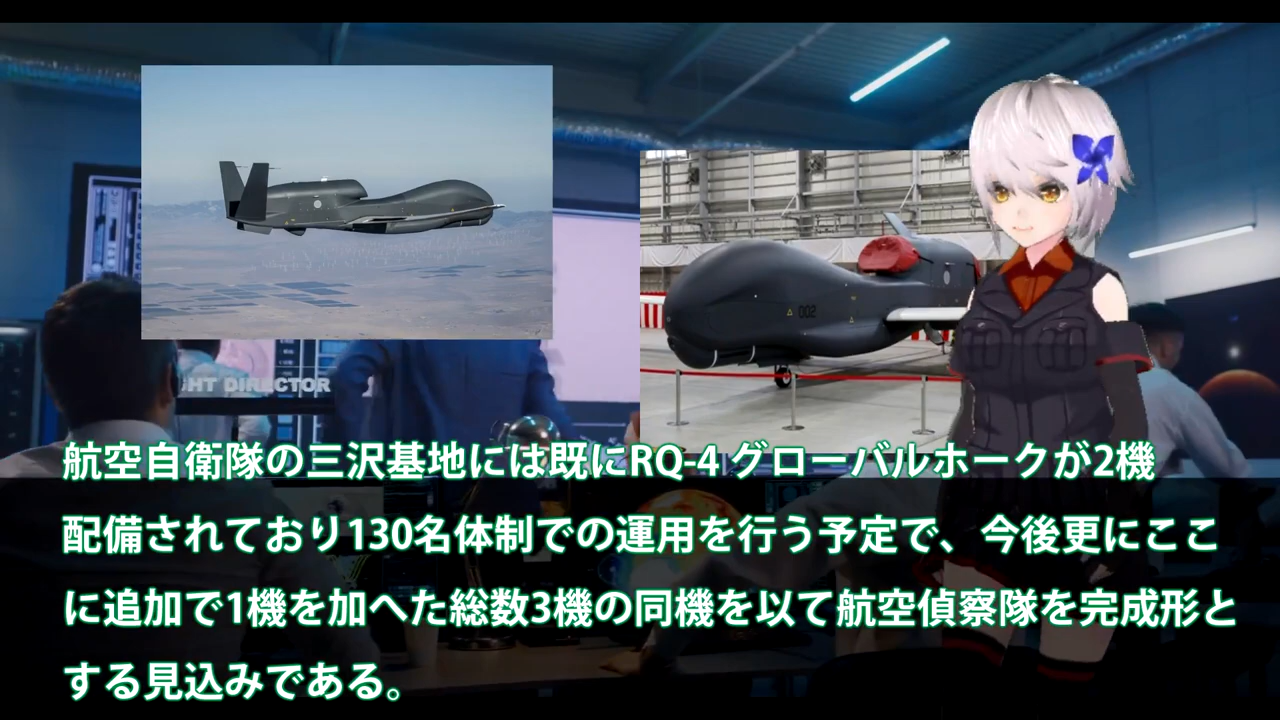 HT DIRECTOR
002
航空自衛隊の三沢基地には既にRQ-4 グローバルホークが2機
配備されており130名体制での運用を行う予定で、今後更にここ
に追加で1機を加へた総数3機の同機を以て航空偵察隊を完成形と
する見込みである。